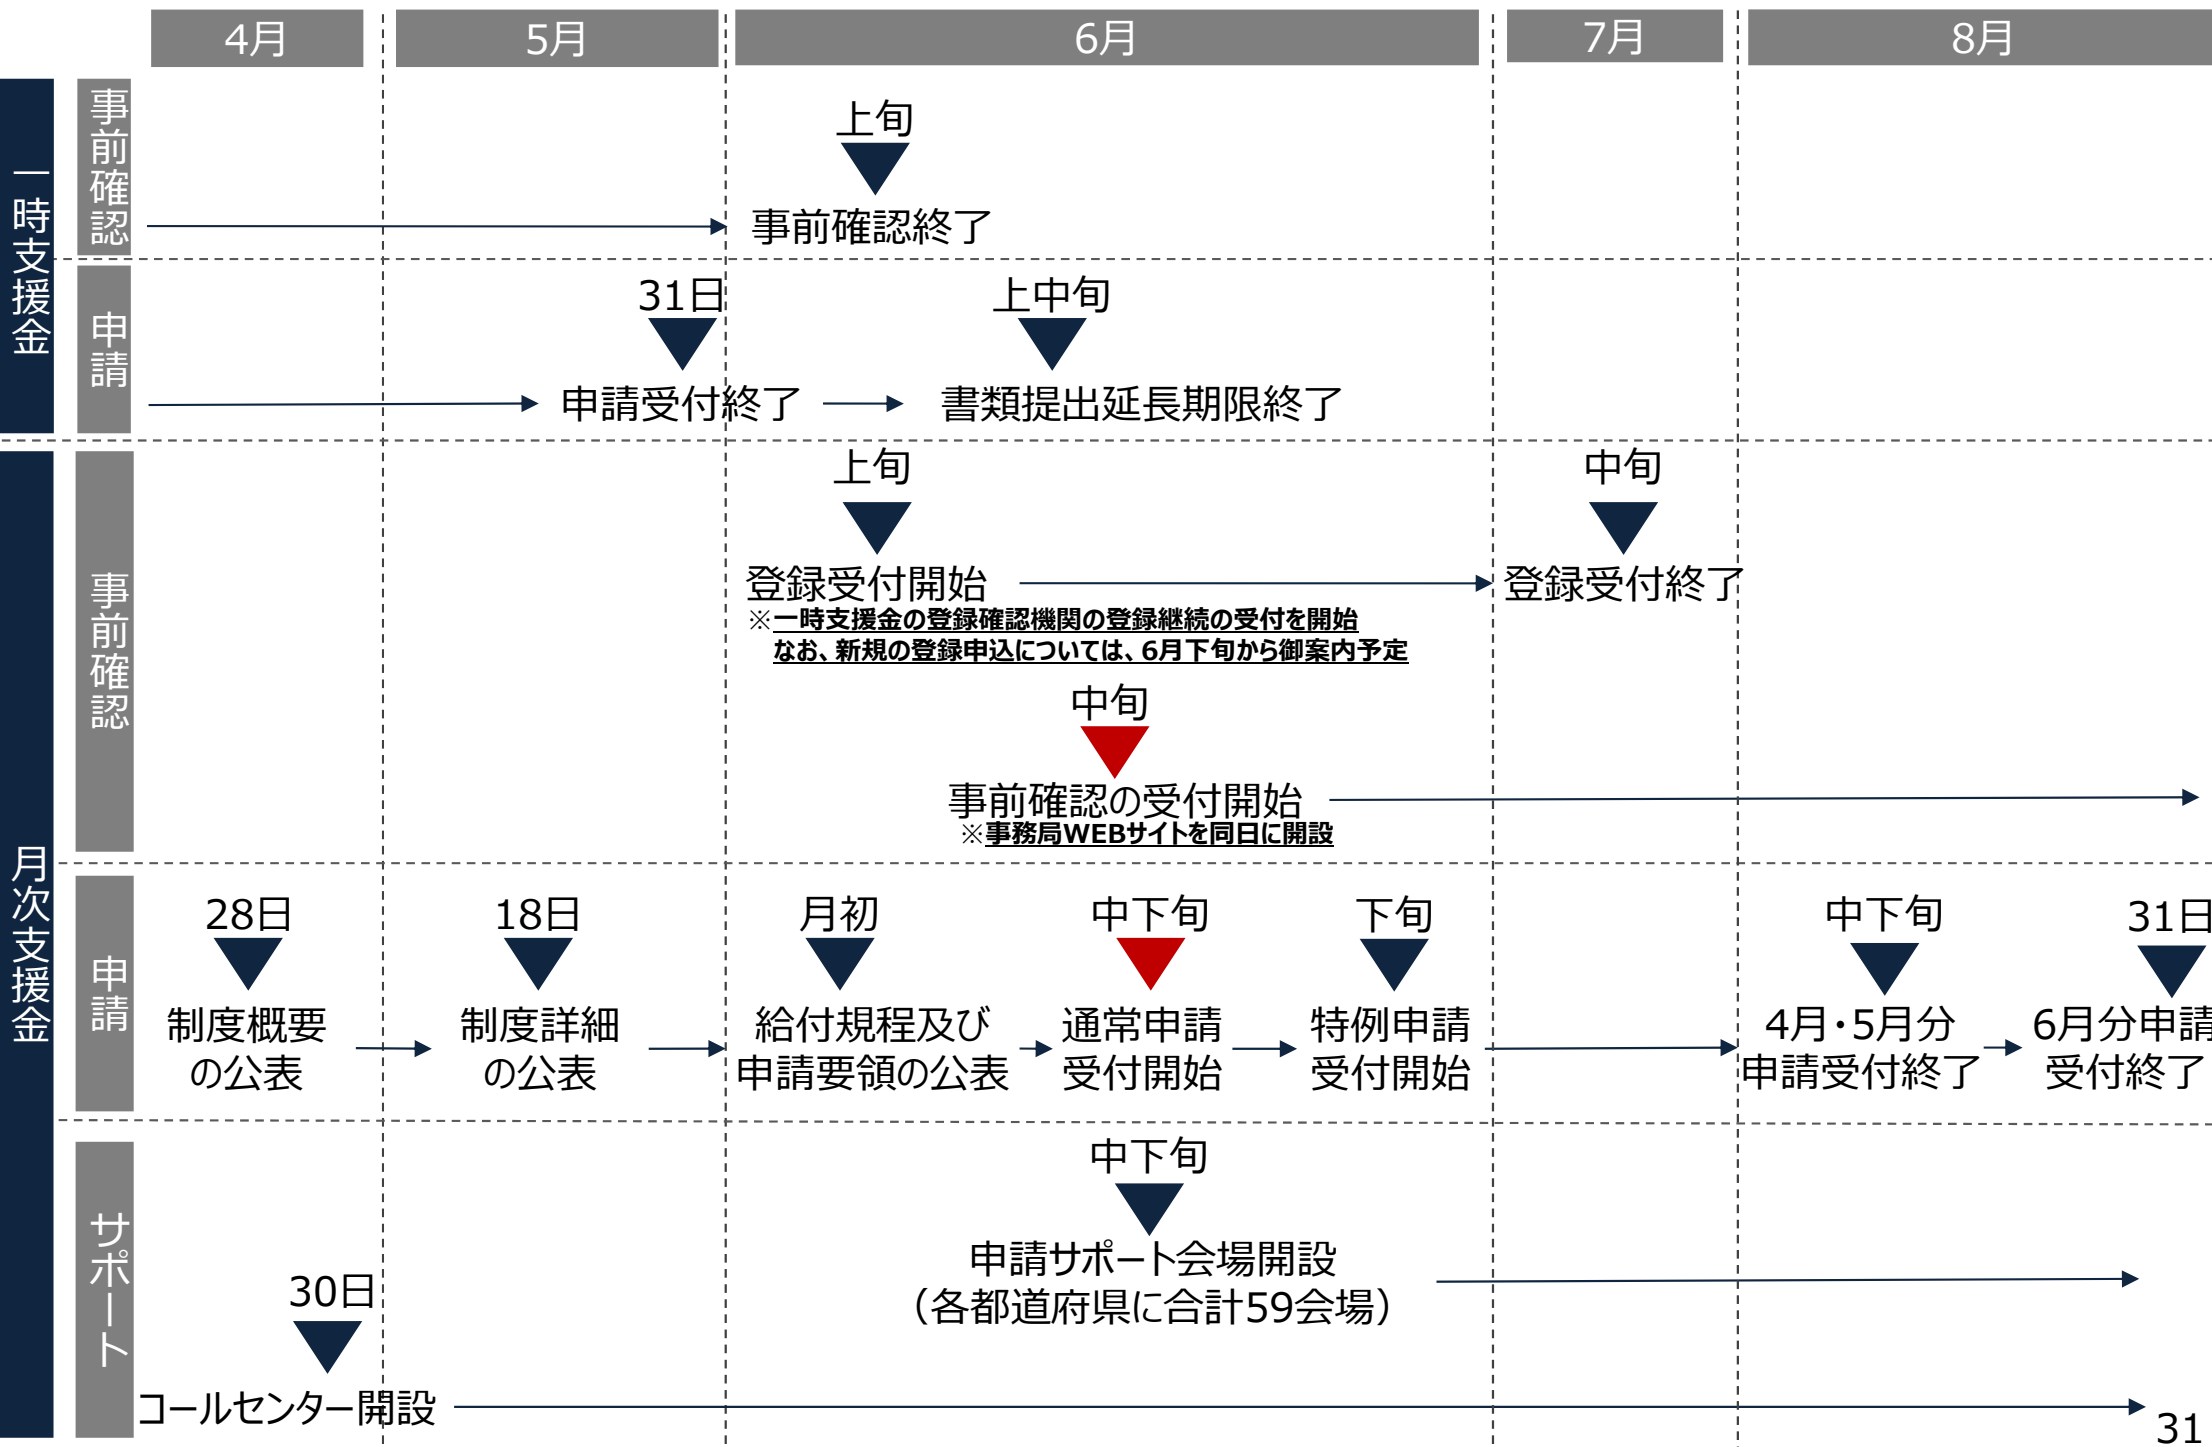 4月
5月
6月
7月
8月
一時支援金
事前確認
上旬
事前確認終了
申請
31日
申請受付終了
上中旬
書類提出延長期限終了
月次支援金
事前確認
上旬
登録受付開始
※一時支援金の登録確認機関の登録継続の受付を開始
なお、新規の登録申込については、6月下旬から御案内予定
中旬
登録受付終了
中旬
事前確認の受付開始
※事務局WEBサイトを同日に開設
申請
28日
制度概要
の公表
18日
制度詳細
の公表
月初
給付規程及び
申請要領の公表
中下旬
通常申請
受付開始
下旬
特例申請
受付開始
中下旬
4月・5月分
申請受付終了
31日
6月分申請
受付終了
サポート
中下旬
申請サポート会場開設
（各都道府県に合計59会場）
30日
コールセンター開設
31